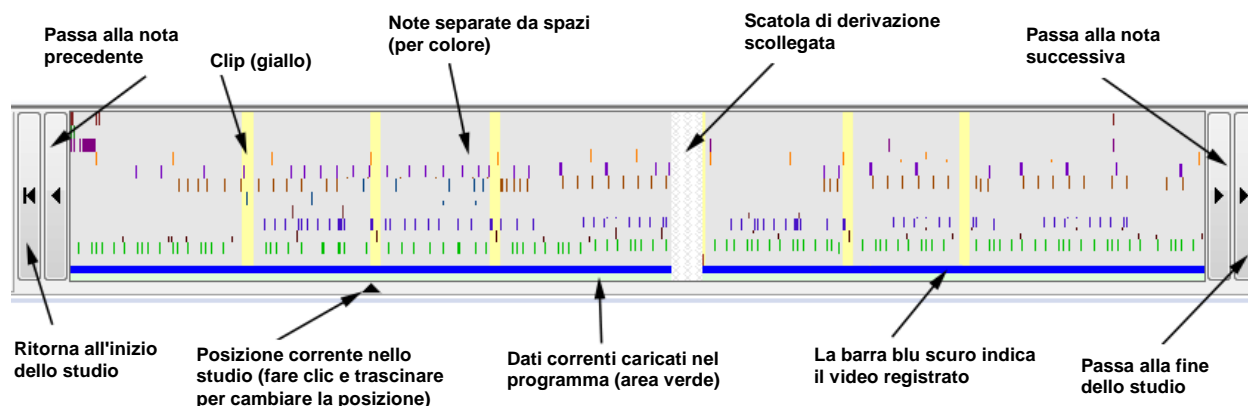 Passa alla nota
precedente
Clip (giallo)
Note separate da spazi
(per colore)
Scatola di derivazione
scollegata
Passa alla nota
successiva
Ritorna all'inizio
dello studio
Posizione corrente nello
studio (fare clic e trascinare
per cambiare la posizione)
Dati correnti caricati nel
programma (area verde)
La barra blu scuro indica
il video registrato
Passa alla fine
dello studio